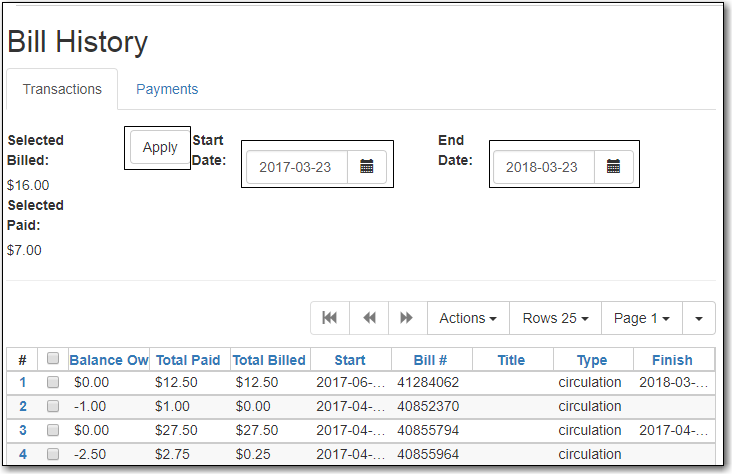 Bill History
Transactions Payments
Selected Billed: Apply Start Date: 2017-03-23 End Date: 2018-03-23
$16.00
Selected Paid:
$7.00
Actions Rows 25 Page 1
# Balance Ow Total Paid Total Billed Start Bill # Title Type Finish
1 $0.00 $12.50 $12.50 2017-06-... 41284062 circulation 2018-03-...
2 -1.00 $1.00 $0.00 2017-04-... 40852370 circulation
3 $0.00 $27.50 $27.50 2017-04-... 40855794 circulation 2017-04-...
4 -2.50 $2.75 $0.25 2017-04-... 40855964 circulation